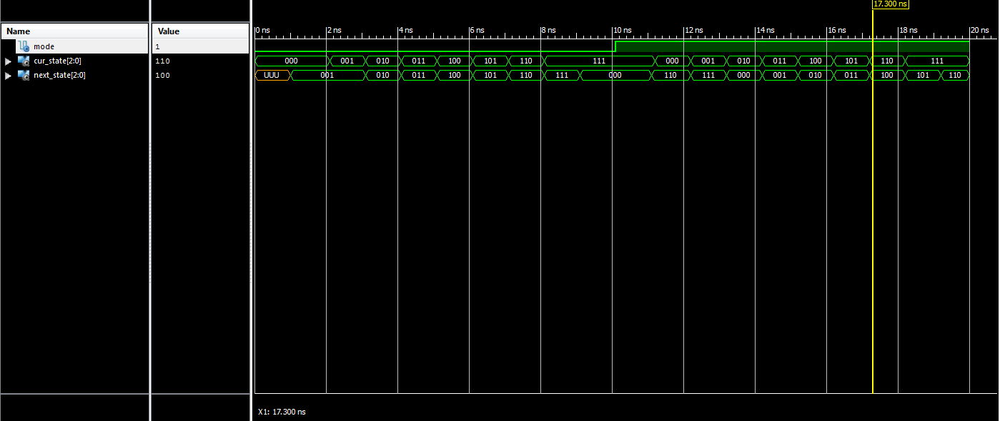 17.300 ns
Name Value 0 ns 2 ns 4 ns 6 ns 8 ns 10 ns 12 ns 14 ns 16 ns 18 ns 20 ns
mode 1
cur_state[2:0] 110 000 001 010 011 100 101 110 111 000 001 010 011 100 101 110 111
next_state[2:0] 100 UUU 001 010 011 100 101 110 111 000 110 111 000 001 010 011 100 101 110
X1: 17.300 ns